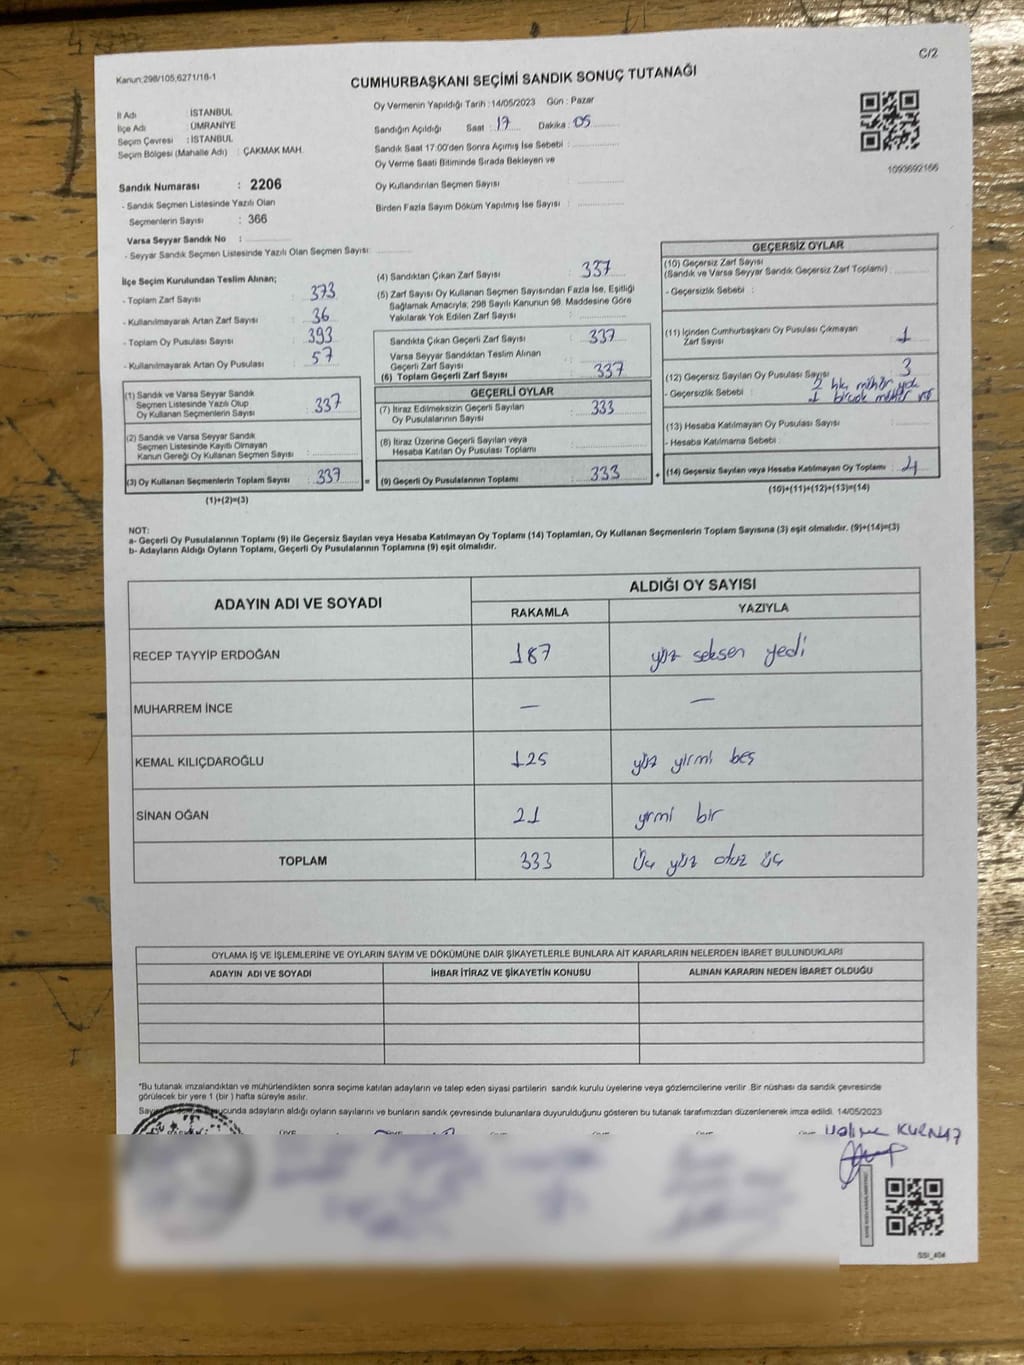 C/2
Kanun:298/105,6271/18-1
CUMHURBAŞKANI SEÇİMİ SANDIK SONUÇ TUTANAĞI
İl Adı : İSTANBUL
İlçe Adı : ÜMRANİYE
Seçim Çevresi : İSTANBUL
Seçim Bölgesi (Mahalle Adı) : ÇAKMAK MAH.
Oy Vermenin Yapıldığı Tarih :14/05/2023 Gün : Pazar
Sandığın Açıldığı Saat : 17 Dakika : 05
Sandık Saat 17:00'den Sonra Açımış İse Sebebi :
Oy Verme Saati Bitiminde Sırada Bekleyen ve
Oy Kullandırılan Seçmen Sayısı :
Birden Fazla Sayım Döküm Yapılmış İse Sayısı :
1093692166
Sandık Numarası : 2206
- Sandık Seçmen Listesinde Yazılı Olan
Seçmenlerin Sayısı : 366
Varsa Seyyar Sandık No :
- Seyyar Sandık Seçmen Listesinde Yazılı Olan Seçmen Sayısı:
İlçe Seçim Kurulundan Teslim Alınan;
- Toplam Zarf Sayısı : 373
- Kullanılmayarak Artan Zarf Sayısı : 36
- Toplam Oy Pusulası Sayısı : 393
- Kullanılmayarak Artan Oy Pusulası : 57
(1) Sandık ve Varsa Seyyar Sandık
Seçmen Listesinde Yazılı Olup
Oy Kullanan Seçmenlerin Sayısı : 337
(2) Sandık ve Varsa Seyyar Sandık
Seçmen Listesinde Kayıtlı Olmayan
Kanun Gereği Oy Kullanan Seçmen Sayısı :
(3) Oy Kullanan Seçmenlerin Toplam Sayısı : 337
(1)+(2)=(3)
(4) Sandıktan Çıkan Zarf Sayısı : 337
(5) Zarf Sayısı Oy Kullanan Seçmen Sayısından Fazla İse, Eşitliği
Sağlamak Amacıyla; 298 Sayılı Kanunun 98. Maddesine Göre
Yakılarak Yok Edilen Zarf Sayısı :
Sandıkta Çıkan Geçerli Zarf Sayısı : 337
Varsa Seyyar Sandıktan Teslim Alınan
Geçerli Zarf Sayısı :
(6) Toplam Geçerli Zarf Sayısı : 337
GEÇERLİ OYLAR
(7) İtiraz Edilmeksizin Geçerli Sayılan
Oy Pusulalarının Sayısı : 333
(8) İtiraz Üzerine Geçerli Sayılan veya
Hesaba Katılan Oy Pusulası Toplamı :
= (9) Geçerli Oy Pusulalarının Toplamı : 333 +
GEÇERSİZ OYLAR
(10) Geçersiz Zarf Sayısı
(Sandık ve Varsa Seyyar Sandık Geçersiz Zarf Toplamı) :
- Geçersizlik Sebebi :
(11) İçinden Cumhurbaşkanı Oy Pusulası Çıkmayan
Zarf Sayısı : 1
(12) Geçersiz Sayılan Oy Pusulası Sayısı : 3
- Geçersizlik Sebebi : 2 mühür yok
1 mühür
(13) Hesaba Katılmayan Oy Pusulası Sayısı :
- Hesaba Katılmama Sebebi :
(14) Geçersiz Sayılan veya Hesaba Katılmayan Oy Toplamı : 4
(10)+(11)+(12)+(13)=(14)
NOT:
a- Geçerli Oy Pusulalarının Toplamı (9) ile Geçersiz Sayılan veya Hesaba Katılmayan Oy Toplamı (14) Toplamları, Oy Kullanan Seçmenlerin Toplam Sayısına (3) eşit olmalıdır. (9)+(14)=(3)
b- Adayların Aldığı Oyların Toplamı, Geçerli Oy Pusulalarının Toplamına (9) eşit olmalıdır.
ADAYIN ADI VE SOYADI ALDIĞI OY SAYISI
RAKAMLA YAZIYLA
RECEP TAYYİP ERDOĞAN 187 yüz seksen yedi
MUHARREM İNCE — —
KEMAL KILIÇDAROĞLU 125 yüz yirmi beş
SİNAN OĞAN 21 yirmi bir
TOPLAM 333 Üç yüz otuz üç
OYLAMA İŞ VE İŞLEMLERİNE VE OYLARIN SAYIM VE DÖKÜMÜNE DAİR ŞİKAYETLERLE BUNLARA AİT KARARLARIN NELERDEN İBARET BULUNDUKLARI
ADAYIN ADI VE SOYADI İHBAR İTİRAZ VE ŞİKAYETİN KONUSU ALINAN KARARIN NEDEN İBARET OLDUĞU
*Bu tutanak imzalandıktan ve mühürlendikten sonra seçime katılan adayların ve talep eden siyasi partilerin sandık kurulu üyelerine veya gözlemcilerine verilir. Bir nüshası da sandık çevresinde
görülecek bir yere 1 (bir ) hafta süreyle asılır.
adayların aldığı oyların sayılarını ve bunların sandık çevresinde bulunanlara duyurulduğunu gösteren bu tutanak tarafımızdan düzenlenerek imza edildi. 14/05/2023
KURNAZ
SSI_404